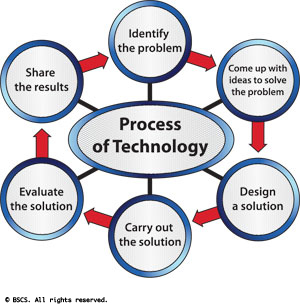 Identify
the problem
Come up with
ideas to solve
the problem
Design
a solution
Carry out
the solution
Evaluate
the solution
Share
the results
Process
of Technology
© BSCS. All rights reserved.